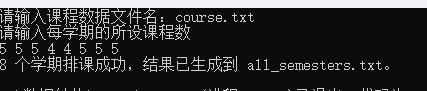 请输入课程数据文件名：course.txt
请输入每学期的所设课程数
5 5 5 4 4 5 5 5
8 个学期排课成功，结果已生成到 all_semesters.txt。